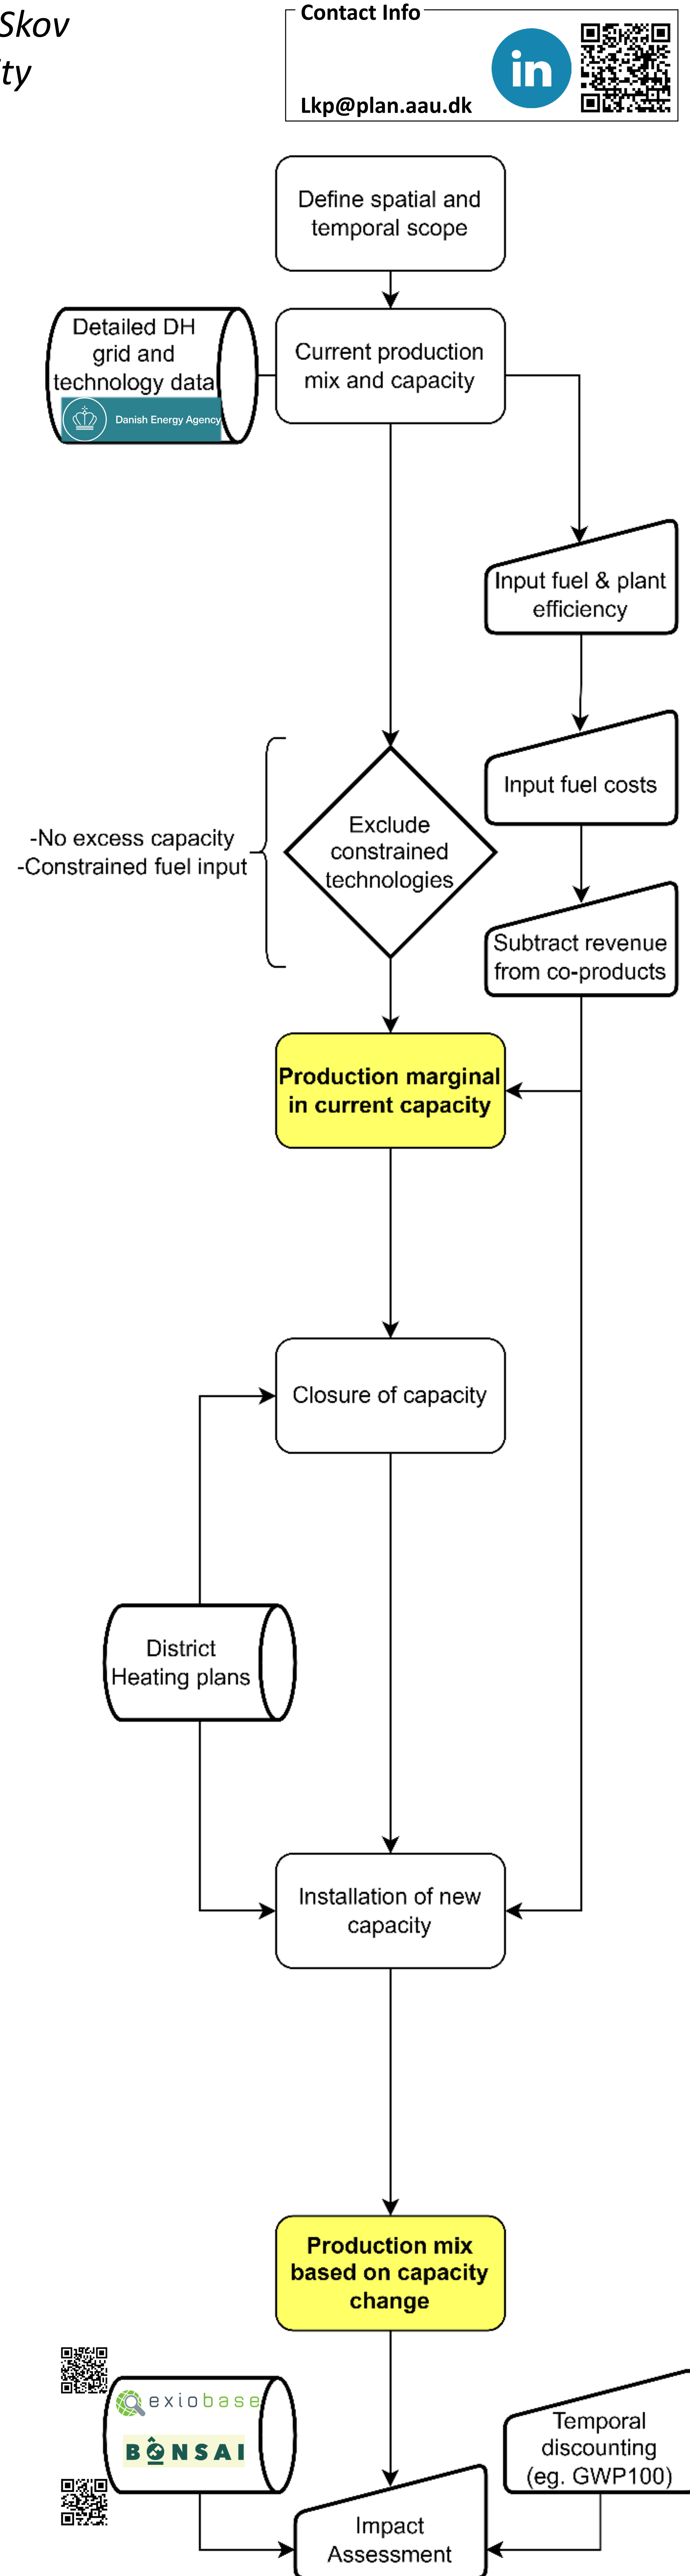 Skov
ity
Contact Info
in
Lkp@plan.aau.dk
Define spatial and
temporal scope
Detailed DH
grid and
technology data
Danish Energy Agency
Current production
mix and capacity
Input fuel & plant
efficiency
Input fuel costs
-No excess capacity
-Constrained fuel input
Exclude
constrained
technologies
Subtract revenue
from co-products
Production marginal
in current capacity
Closure of capacity
District
Heating plans
Installation of new
capacity
Production mix
based on capacity
change
exiobase
BONSAI
Temporal
discounting
(eg. GWP100)
Impact
Assessment